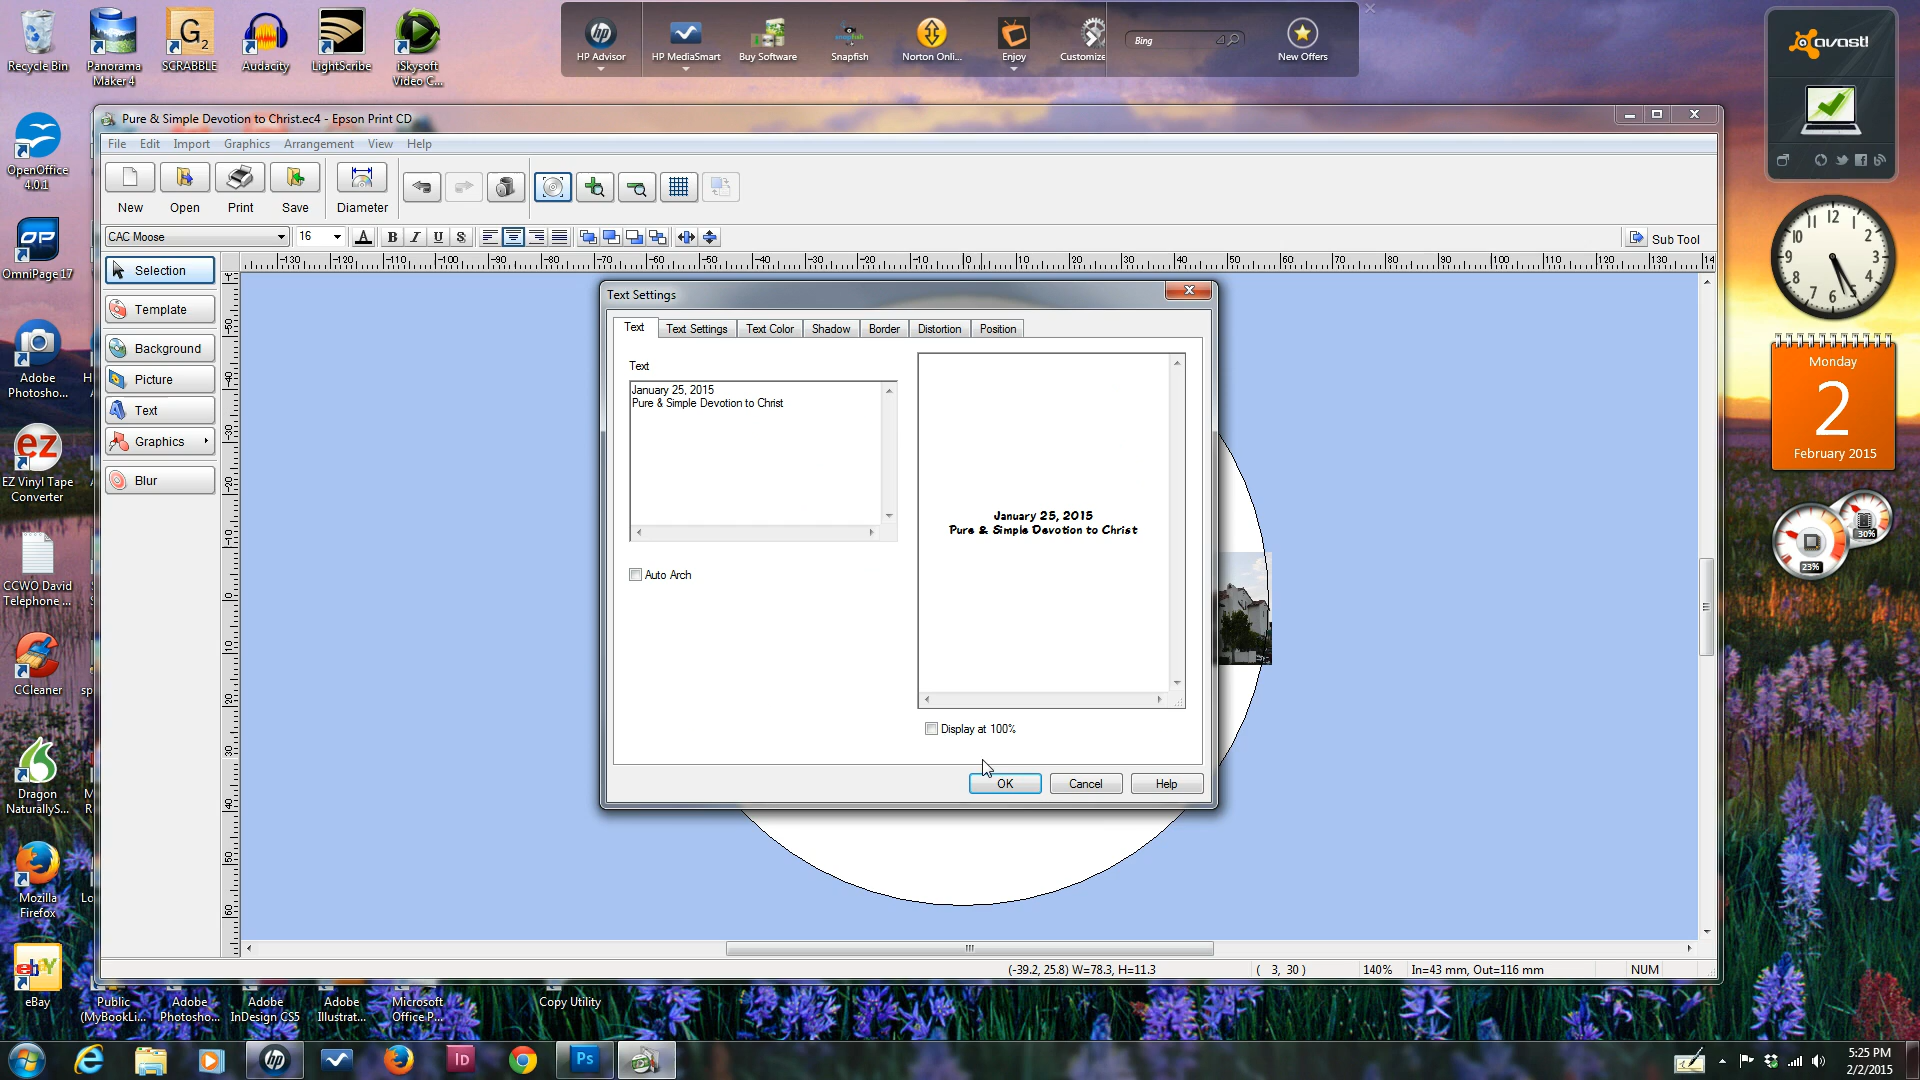 Recycle Bin
Panorama Maker 4
SCRABBLE
Audacity
LightScribe
iSkysoft Video C...
HP Advisor
HP MediaSmart
Buy Software
Snapfish
Norton Onli...
Enjoy
Customize
Bing
New Offers
avast!
OpenOffice 4.0.1
OmniPage 17
Adobe Photosho...
EZ Vinyl Tape Converter
CCWO David Telephone ...
CCleaner
Dragon NaturallyS...
Mozilla Firefox
eBay
Pure & Simple Devotion to Christ.ec4 - Epson Print CD
File Edit Import Graphics Arrangement View Help
New Open Print Save Diameter
CAC Moose 16 A B I U S
Sub Tool
Selection
Template
Background
Picture
Text
Graphics
Blur
Text Settings
Text Text Settings Text Color Shadow Border Distortion Position
Text
January 25, 2015
Pure & Simple Devotion to Christ
Auto Arch
January 25, 2015
Pure & Simple Devotion to Christ
Display at 100%
OK Cancel Help
(-39.2, 25.8) W=78.3, H=11.3 ( 3, 30 ) 140% In=43 mm, Out=116 mm NUM
Monday
2
February 2015
30%
23%
Public (MyBookLi...
Adobe Photosho...
Adobe InDesign CS5
Adobe Illustrat...
Microsoft Office P...
Copy Utility
5:25 PM
2/2/2015